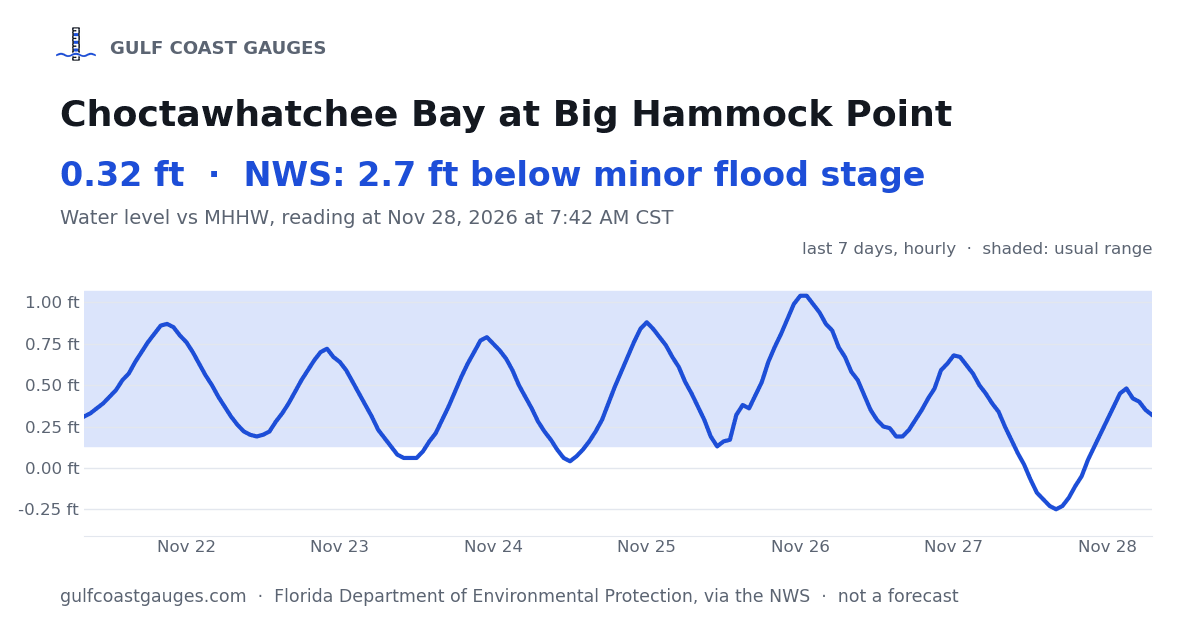 GULF COAST GAUGES
Choctawhatchee Bay at Big Hammock Point
0.32 ft · NWS: 2.7 ft below minor flood stage
Water level vs MHHW, reading at Nov 28, 2026 at 7:42 AM CST
last 7 days, hourly · shaded: usual range
1.00 ft
0.75 ft
0.50 ft
0.25 ft
0.00 ft
-0.25 ft
Nov 22 Nov 23 Nov 24 Nov 25 Nov 26 Nov 27 Nov 28
gulfcoastgauges.com · Florida Department of Environmental Protection, via the NWS · not a forecast